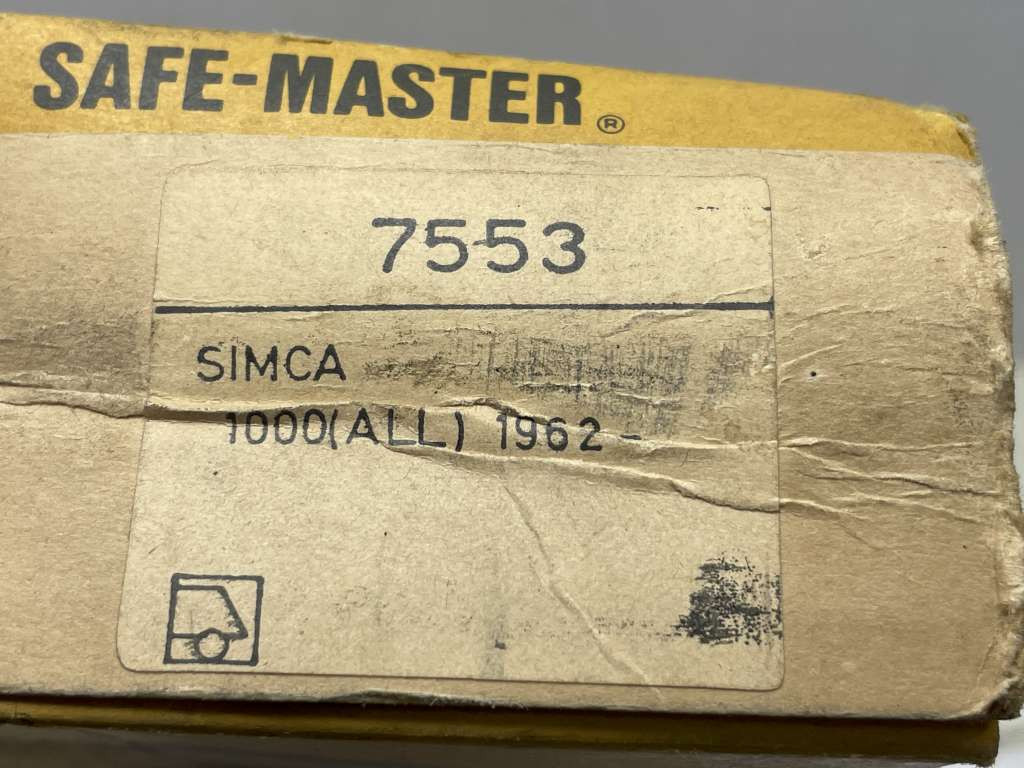 SAFE-MASTER®
7553
SIMCA
1000(ALL) 1962-